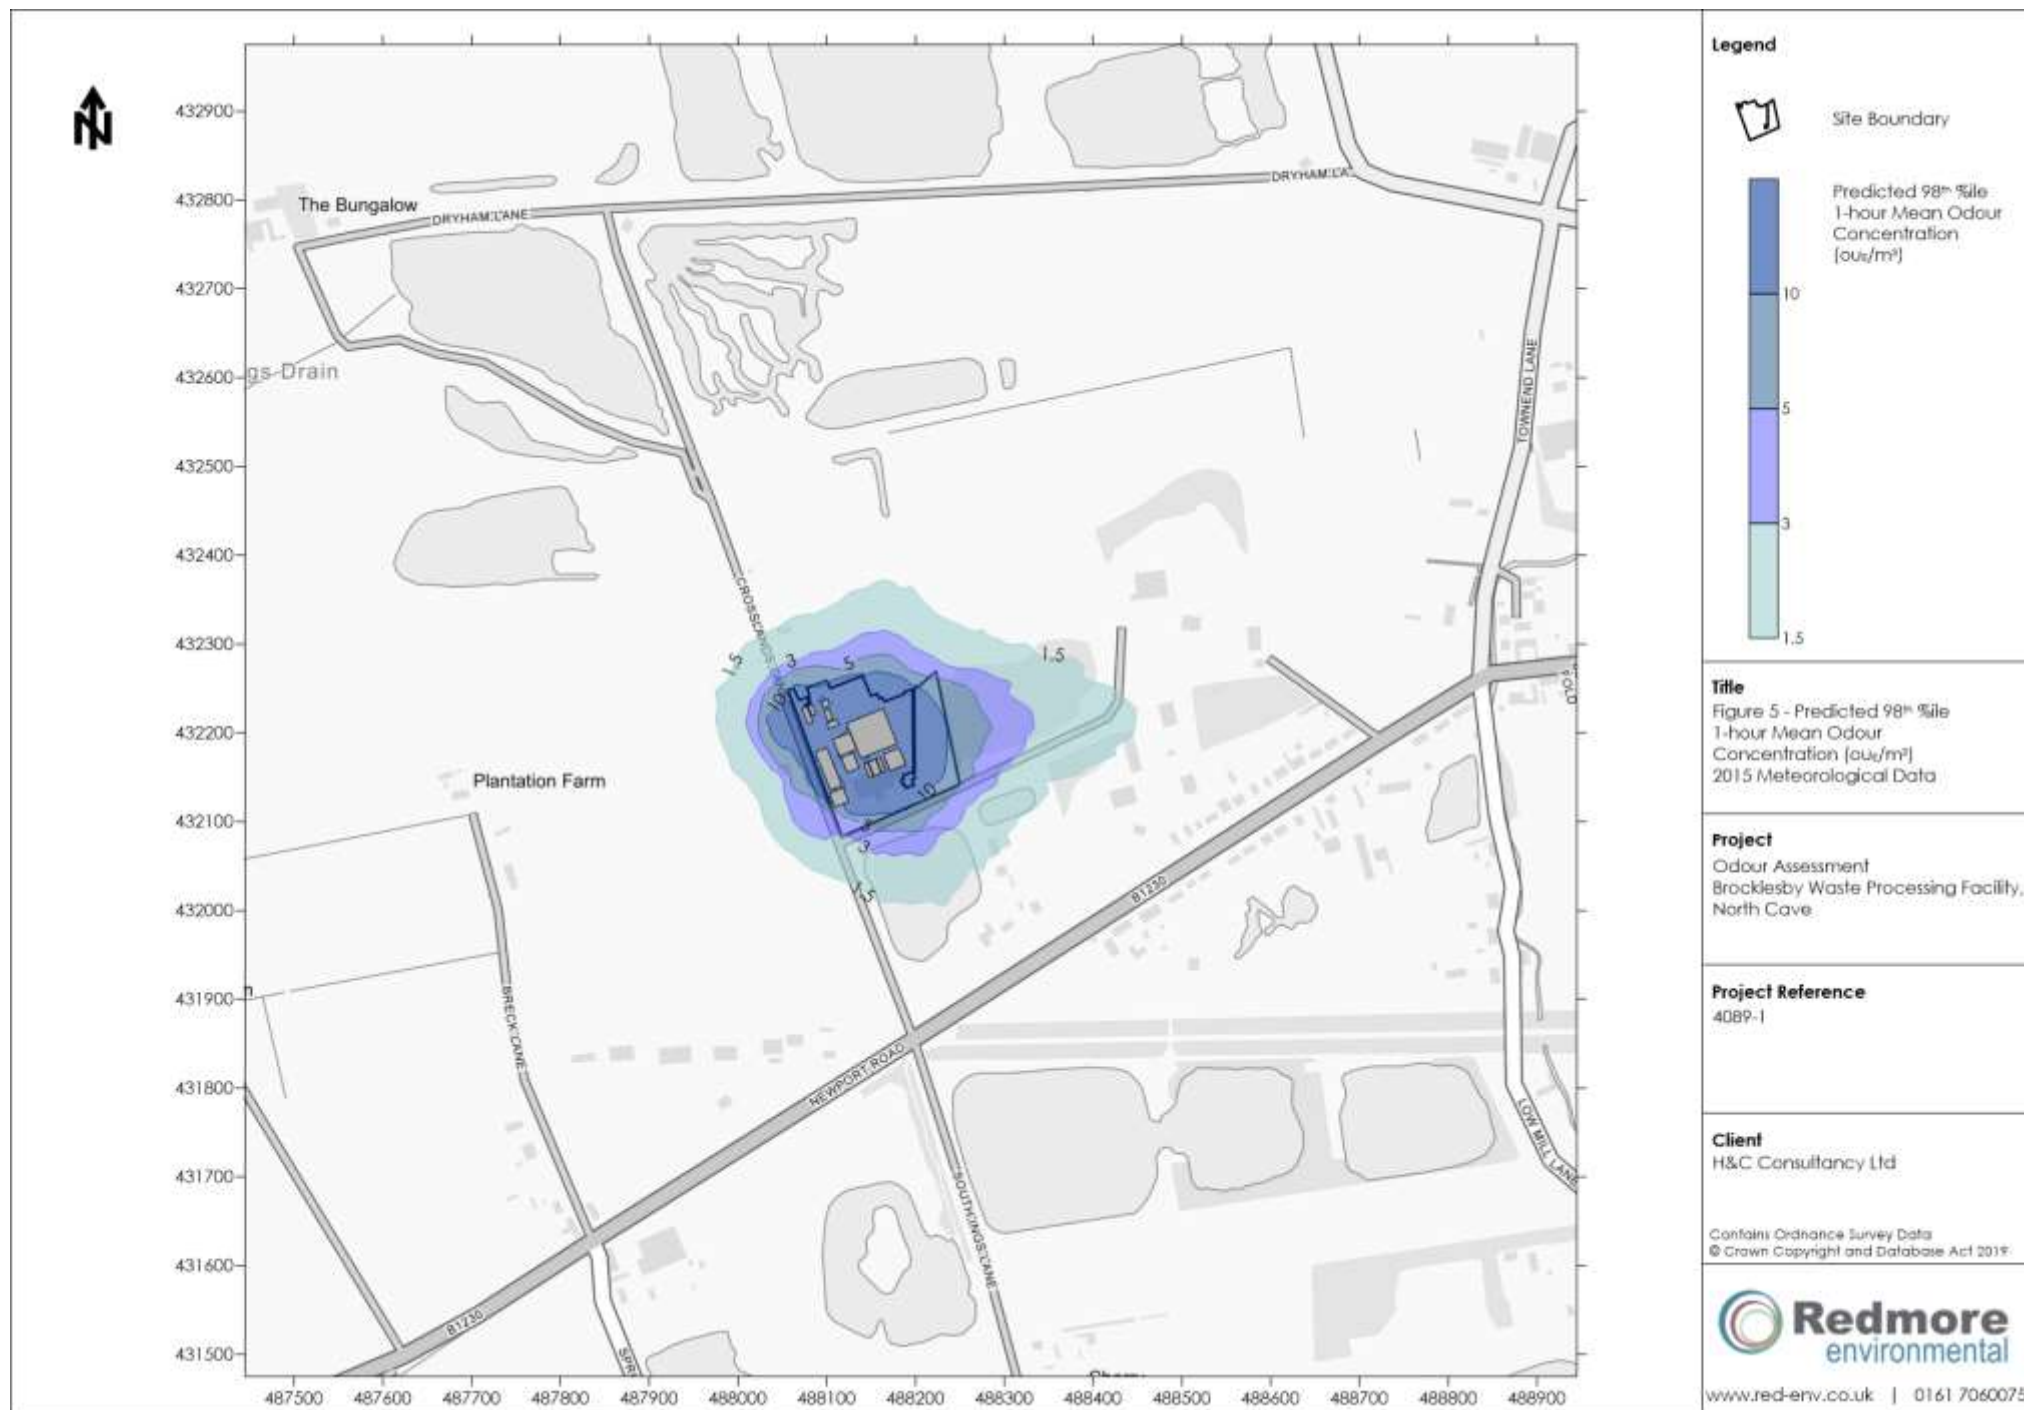 N
432900
432800
432700
432600
432500
432400
432300
432200
432100
432000
431900
431800
431700
431600
431500
487500
487600
487700
487800
487900
488000
488100
488200
488300
488400
488500
488600
488700
488800
488900
The Bungalow
DRYHAM LANE
DRYHAM LA
gs Drain
TOWNEND LANE
CROSSLANDS LANE
1.5
3
5
10
1.5
10
3
1.5
Plantation Farm
B1230
BRECK LANE
NEWPORT ROAD
SOUTH INGS LANE
LOW MILL LANE
B1230
SPR
Legend
Site Boundary
Predicted 98th %ile
1-hour Mean Odour
Concentration
(ouE/m³)
10
5
3
1.5
Title
Figure 5 - Predicted 98th %ile
1-hour Mean Odour
Concentration (ouE/m³)
2015 Meteorological Data
Project
Odour Assessment
Brocklesby Waste Processing Facility,
North Cave
Project Reference
4089-1
Client
H&C Consultancy Ltd
Contains Ordnance Survey Data
© Crown Copyright and Database Act 2019
Redmore
environmental
www.red-env.co.uk | 0161 7060075